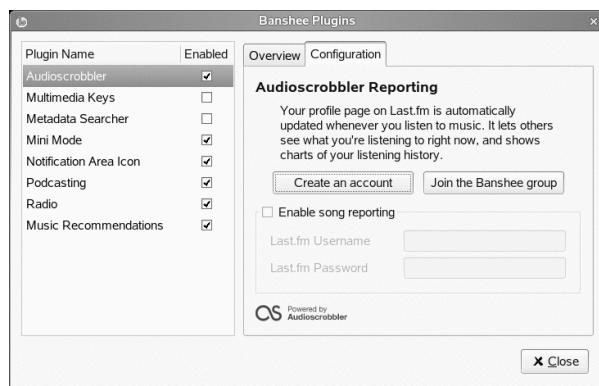 Banshee Plugins
Plugin Name Enabled
Audioscrobbler
Multimedia Keys
Metadata Searcher
Mini Mode
Notification Area Icon
Podcasting
Radio
Music Recommendations
Overview Configuration
Audioscrobbler Reporting
Your profile page on Last.fm is automatically
updated whenever you listen to music. It lets others
see what you're listening to right now, and shows
charts of your listening history.
Create an account Join the Banshee group
Enable song reporting
Last.fm Username
Last.fm Password
Powered by
Audioscrobbler
Close